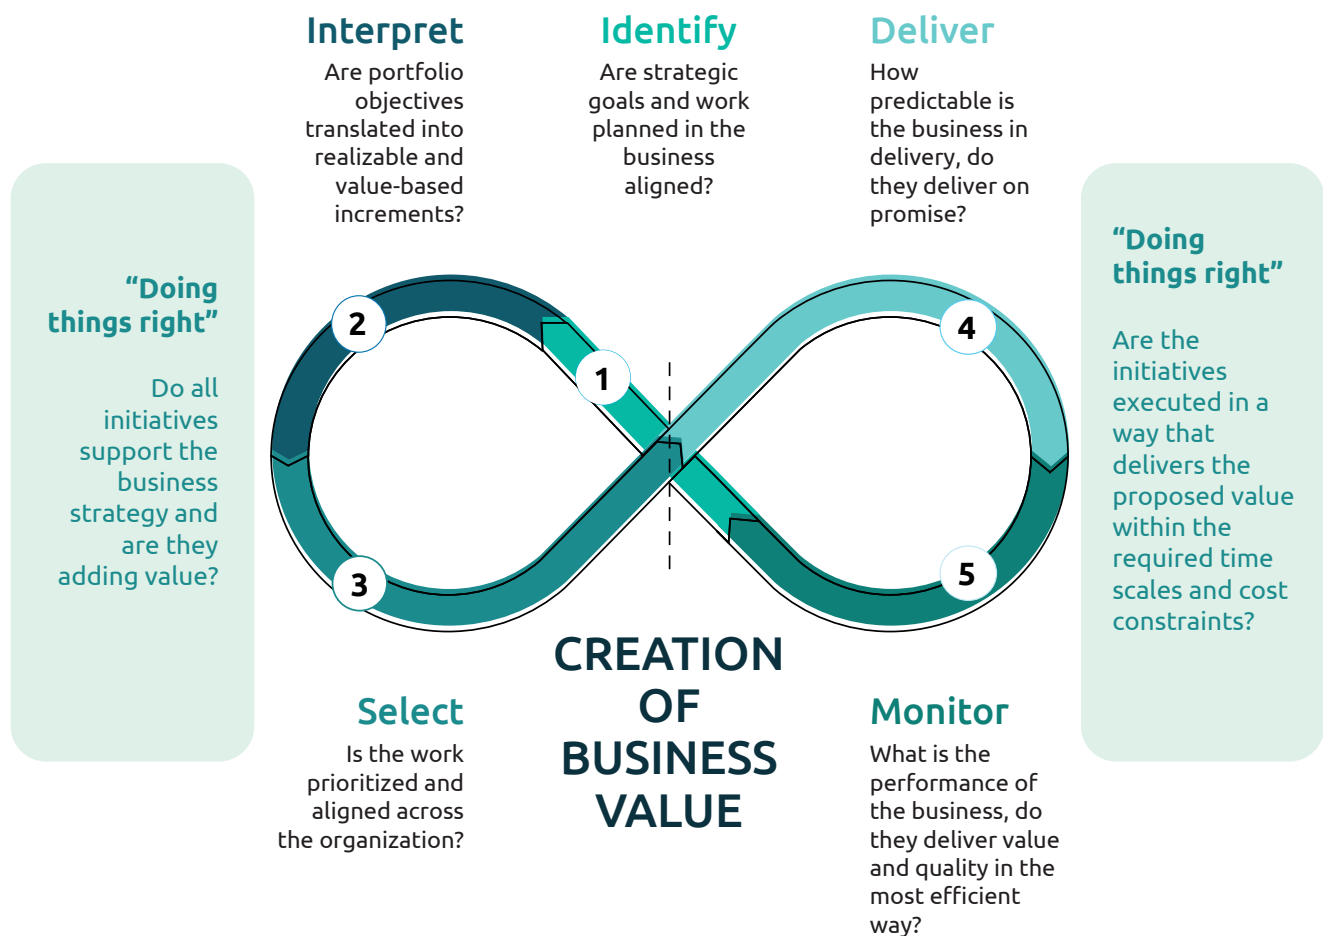 Interpret
Are portfolio
objectives
translated into
realizable and
value-based
increments?
Identify
Are strategic
goals and work
planned in the
business
aligned?
Deliver
How
predictable is
the business in
delivery, do
they deliver on
promise?
“Doing
things right”
Do all
initiatives
support the
business
strategy and
are they
adding value?
2
1
4
3
5
“Doing
things right”
Are the
initiatives
executed in a
way that
delivers the
proposed value
within the
required time
scales and cost
constraints?
CREATION
OF
BUSINESS
VALUE
Select
Is the work
prioritized and
aligned across
the organization?
Monitor
What is the
performance of
the business, do
they deliver value
and quality in the
most efficient
way?